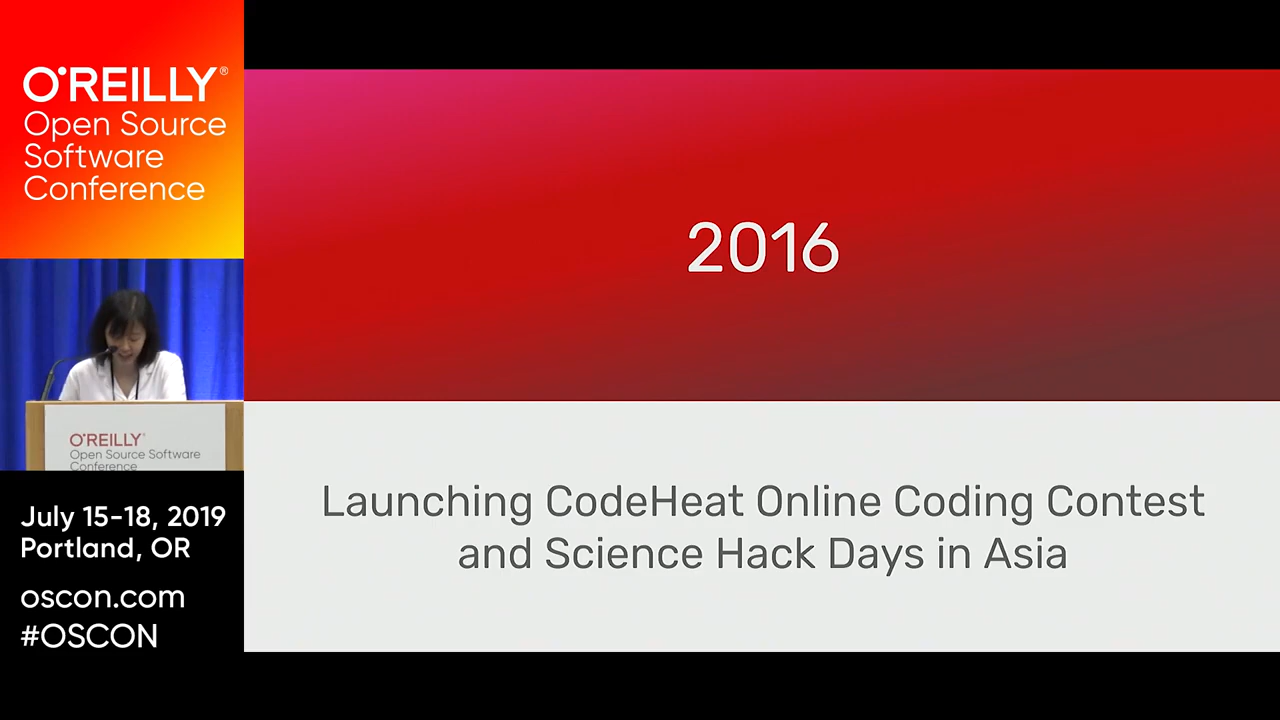 O'REILLY®
Open Source
Software
Conference
O'REILLY®
Open Source Software
Conference
July 15-18, 2019
Portland, OR
oscon.com
#OSCON
2016
Launching CodeHeat Online Coding Contest
and Science Hack Days in Asia